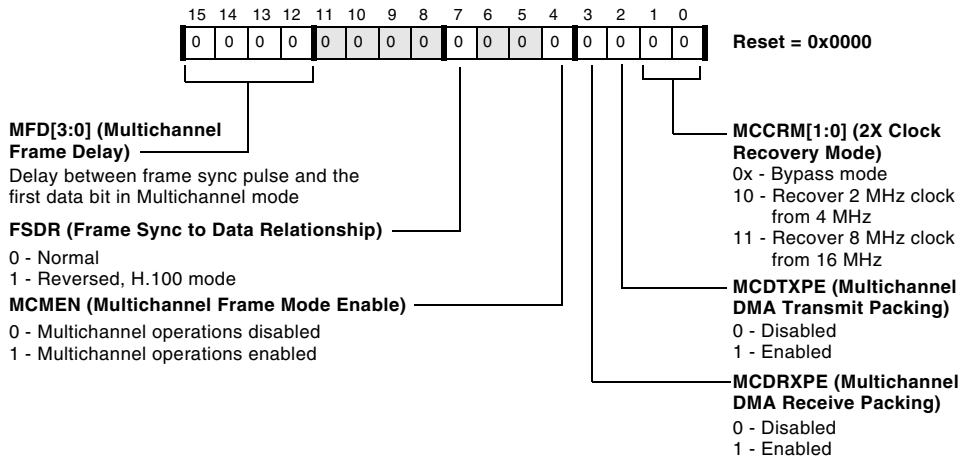 15 14 13 12 11 10 9 8 7 6 5 4 3 2 1 0
0 0 0 0 0 0 0 0 0 0 0 0 0 0 0 0
Reset = 0x0000
MFD[3:0] (Multichannel
Frame Delay)
Delay between frame sync pulse and the
first data bit in Multichannel mode
FSDR (Frame Sync to Data Relationship)
0 - Normal
1 - Reversed, H.100 mode
MCMEN (Multichannel Frame Mode Enable)
0 - Multichannel operations disabled
1 - Multichannel operations enabled
MCCRM[1:0] (2X Clock
Recovery Mode)
0x - Bypass mode
10 - Recover 2 MHz clock
from 4 MHz
11 - Recover 8 MHz clock
from 16 MHz
MCDTXPE (Multichannel
DMA Transmit Packing)
0 - Disabled
1 - Enabled
MCDRXPE (Multichannel
DMA Receive Packing)
0 - Disabled
1 - Enabled